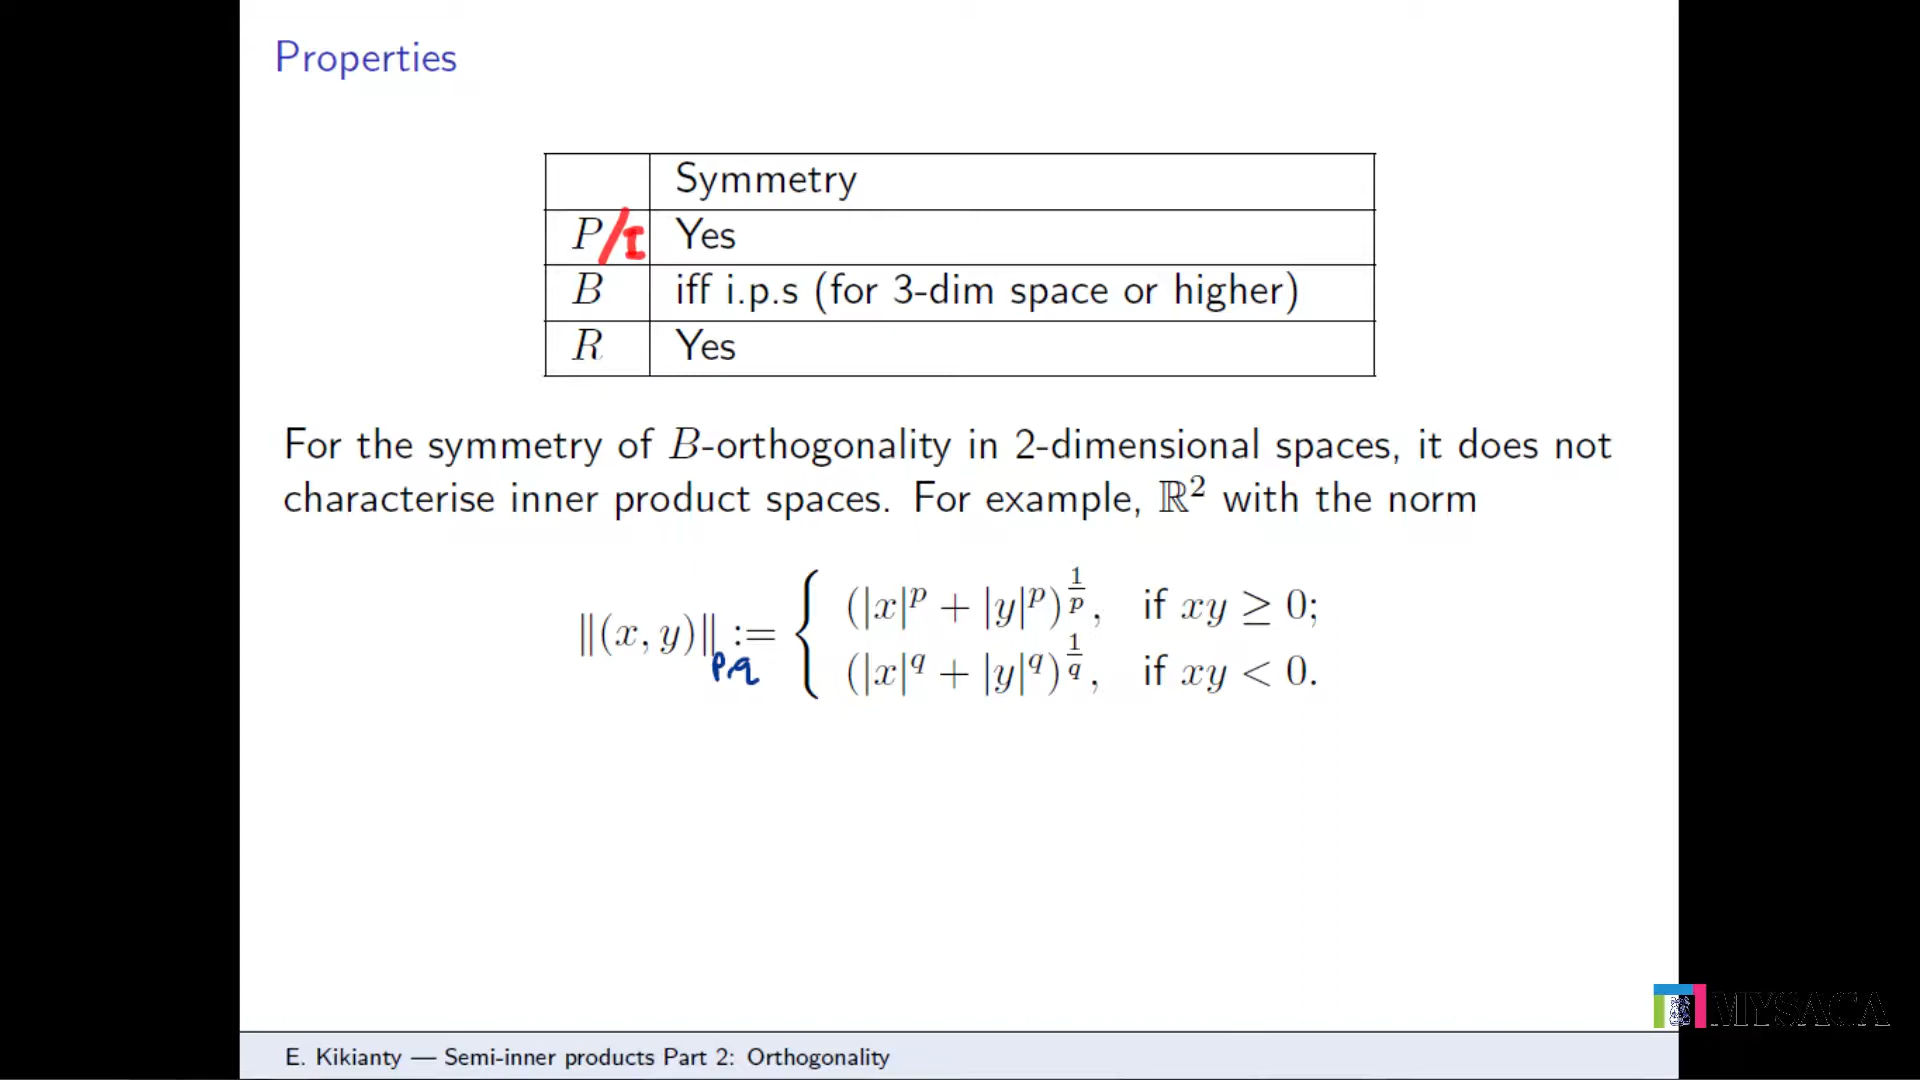 Properties
Symmetry
P/I Yes
B iff i.p.s (for 3-dim space or higher)
R Yes
For the symmetry of B-orthogonality in 2-dimensional spaces, it does not
characterise inner product spaces. For example, ℝ² with the norm
‖(x, y)‖p,q := { (|x|^p + |y|^p)^{1/p}, if xy ≥ 0;
(|x|^q + |y|^q)^{1/q}, if xy < 0.
MYSACA
E. Kikianty — Semi-inner products Part 2: Orthogonality